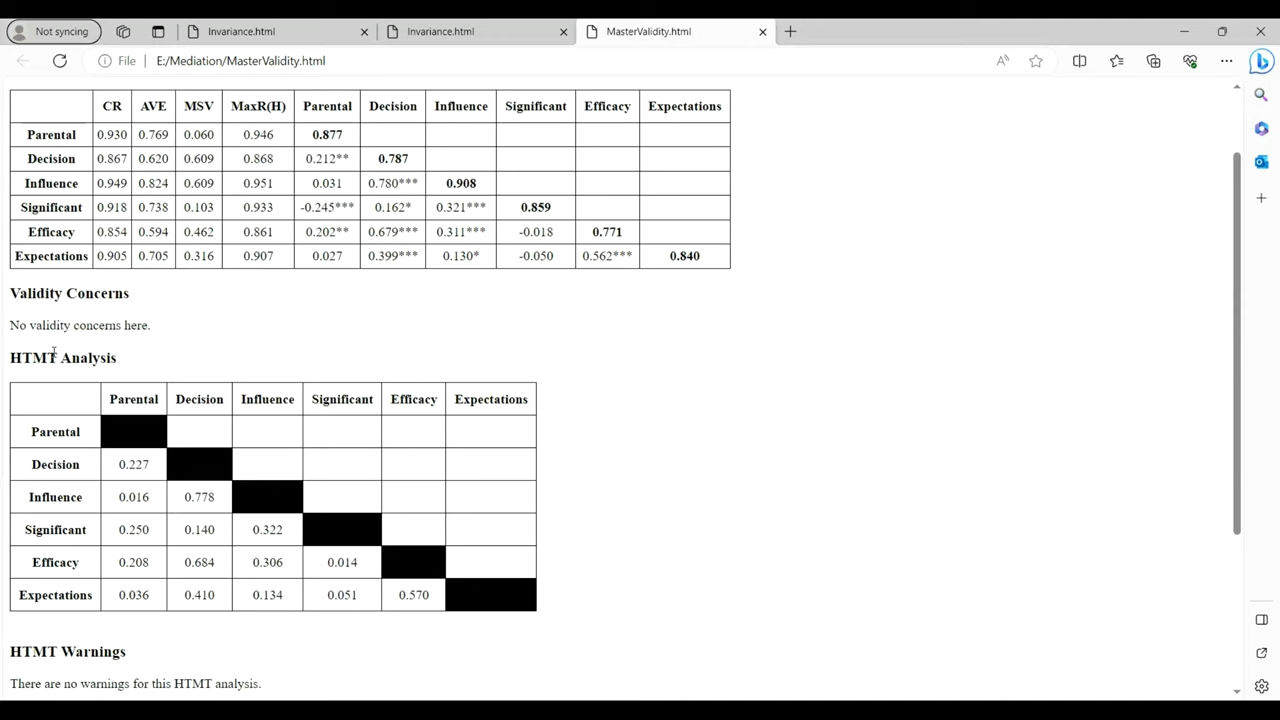 Not syncing Invariance.html Invariance.html MasterValidity.html
File E:/Mediation/MasterValidity.html
CR AVE MSV MaxR(H) Parental Decision Influence Significant Efficacy Expectations
Parental 0.930 0.769 0.060 0.946 0.877
Decision 0.867 0.620 0.609 0.868 0.212** 0.787
Influence 0.949 0.824 0.609 0.951 0.031 0.780*** 0.908
Significant 0.918 0.738 0.103 0.933 -0.245*** 0.162* 0.321*** 0.859
Efficacy 0.854 0.594 0.462 0.861 0.202** 0.679*** 0.311*** -0.018 0.771
Expectations 0.905 0.705 0.316 0.907 0.027 0.399*** 0.130* -0.050 0.562*** 0.840
Validity Concerns
No validity concerns here.
HTMT Analysis
Parental Decision Influence Significant Efficacy Expectations
Parental
Decision 0.227
Influence 0.016 0.778
Significant 0.250 0.140 0.322
Efficacy 0.208 0.684 0.306 0.014
Expectations 0.036 0.410 0.134 0.051 0.570
HTMT Warnings
There are no warnings for this HTMT analysis.